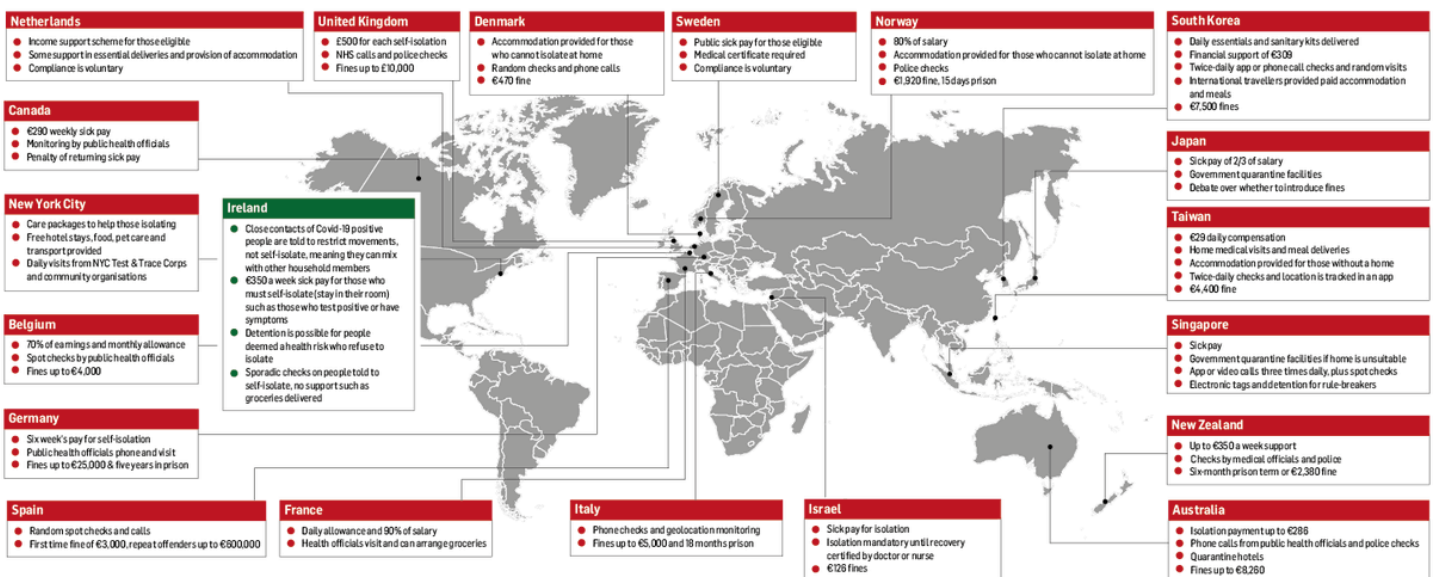 Netherlands
Income support scheme for those eligible
Some support in essential deliveries and provision of accommodation
Compliance is voluntary
United Kingdom
£500 for each self-isolation
NHS calls and police checks
Fines up to £10,000
Denmark
Accommodation provided for those
who cannot isolate at home
Random checks and phone calls
€470 fine
Sweden
Public sick pay for those eligible
Medical certificate required
Compliance is voluntary
Norway
80% of salary
Accommodation provided for those who cannot isolate at home
Police checks
€1,920 fine, 15 days prison
South Korea
Daily essentials and sanitary kits delivered
Financial support of €309
Twice-daily app or phone call checks and random visits
International travellers provided paid accommodation
and meals
€7,500 fines
Canada
€290 weekly sick pay
Monitoring by public health officials
Penalty of returning sick pay
Japan
Sick pay of 2/3 of salary
Government quarantine facilities
Debate over whether to introduce fines
New York City
Care packages to help those isolating
Free hotel stays, food, pet care and
transport provided
Daily visits from NYC Test & Trace Corps
and community organisations
Ireland
Close contacts of Covid-19 positive
people are told to restrict movements,
not self-isolate, meaning they can mix
with other household members
€350 a week sick pay for those who
must self-isolate (stay in their room)
such as those who test positive or have
symptoms
Detention is possible for people
deemed a health risk who refuse to
isolate
Sporadic checks on people told to
self-isolate, no support such as
groceries delivered
Taiwan
€29 daily compensation
Home medical visits and meal deliveries
Accommodation provided for those without a home
Twice-daily checks and location is tracked in an app
€4,400 fine
Belgium
70% of earnings and monthly allowance
Spot checks by public health officials
Fines up to €4,000
Singapore
Sick pay
Government quarantine facilities if home is unsuitable
App or video calls three times daily, plus spot checks
Electronic tags and detention for rule-breakers
Germany
Six week's pay for self-isolation
Public health officials phone and visit
Fines up to €25,000 & five years in prison
New Zealand
Up to €350 a week support
Checks by medical officials and police
Six-month prison term or €2,380 fine
Spain
Random spot checks and calls
First time fine of €3,000, repeat offenders up to €600,000
France
Daily allowance and 90% of salary
Health officials visit and can arrange groceries
Italy
Phone checks and geolocation monitoring
Fines up to €5,000 and 18 months prison
Israel
Sick pay for isolation
Isolation mandatory until recovery
certified by doctor or nurse
€126 fines
Australia
Isolation payment up to €286
Phone calls from public health officials and police checks
Quarantine hotels
Fines up to €8,260